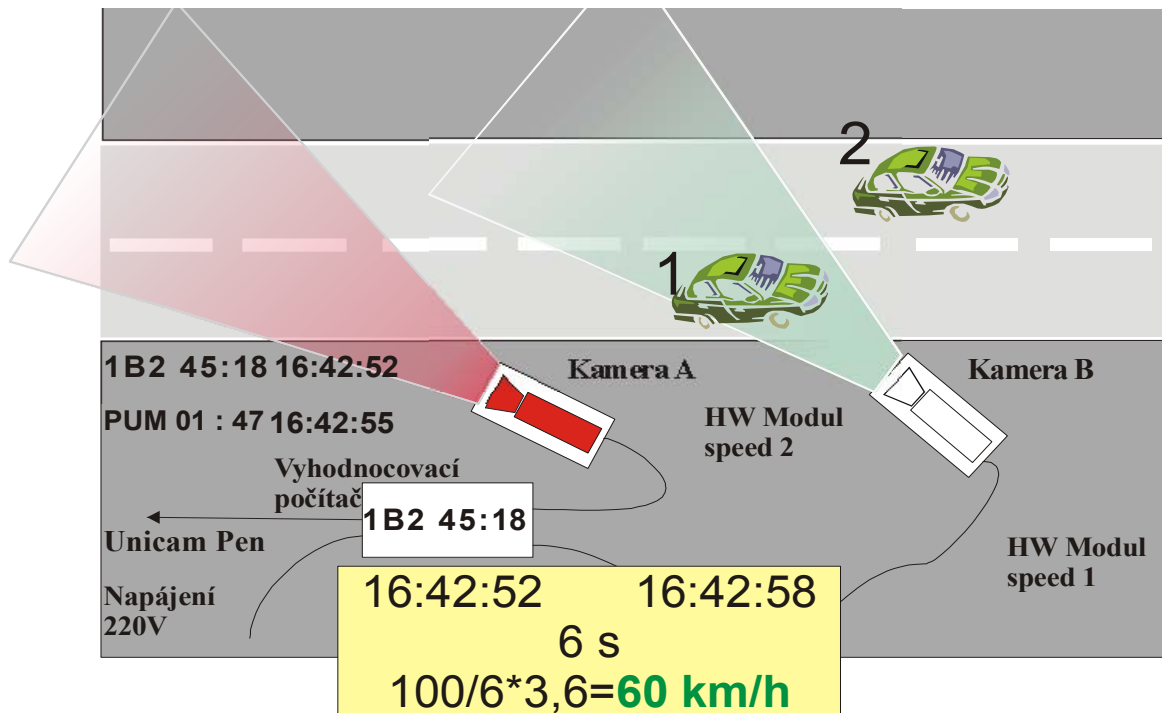 2
1
1B2 45:18 16:42:52
Kamera A
Kamera B
PUM 01 : 47 16:42:55
HW Modul
speed 2
Vyhodnocovací
počítač
1B2 45:18
Unicam Pen
HW Modul
speed 1
Napájení
220V
16:42:52 16:42:58
6 s
100/6*3,6=60 km/h